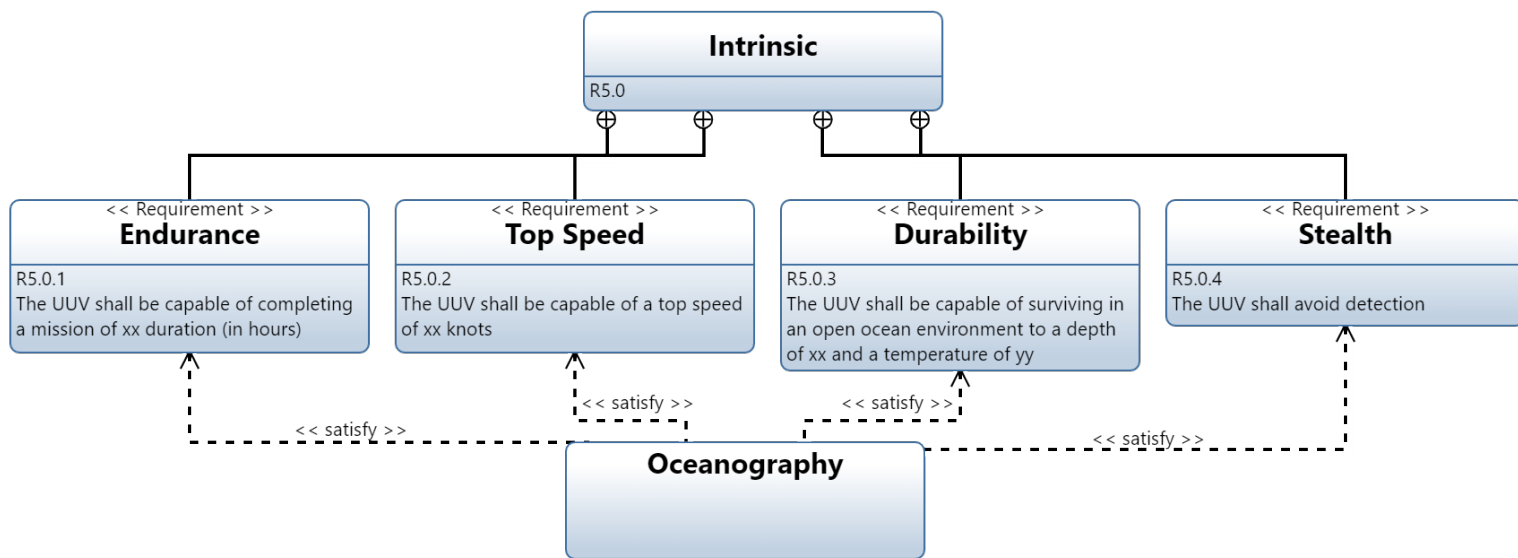 Intrinsic
R5.0
<< Requirement >>
Endurance
R5.0.1
The UUV shall be capable of completing
a mission of xx duration (in hours)
<< Requirement >>
Top Speed
R5.0.2
The UUV shall be capable of a top speed
of xx knots
<< Requirement >>
Durability
R5.0.3
The UUV shall be capable of surviving in
an open ocean environment to a depth
of xx and a temperature of yy
<< Requirement >>
Stealth
R5.0.4
The UUV shall avoid detection
<< satisfy >>
<< satisfy >>
<< satisfy >>
<< satisfy >>
Oceanography